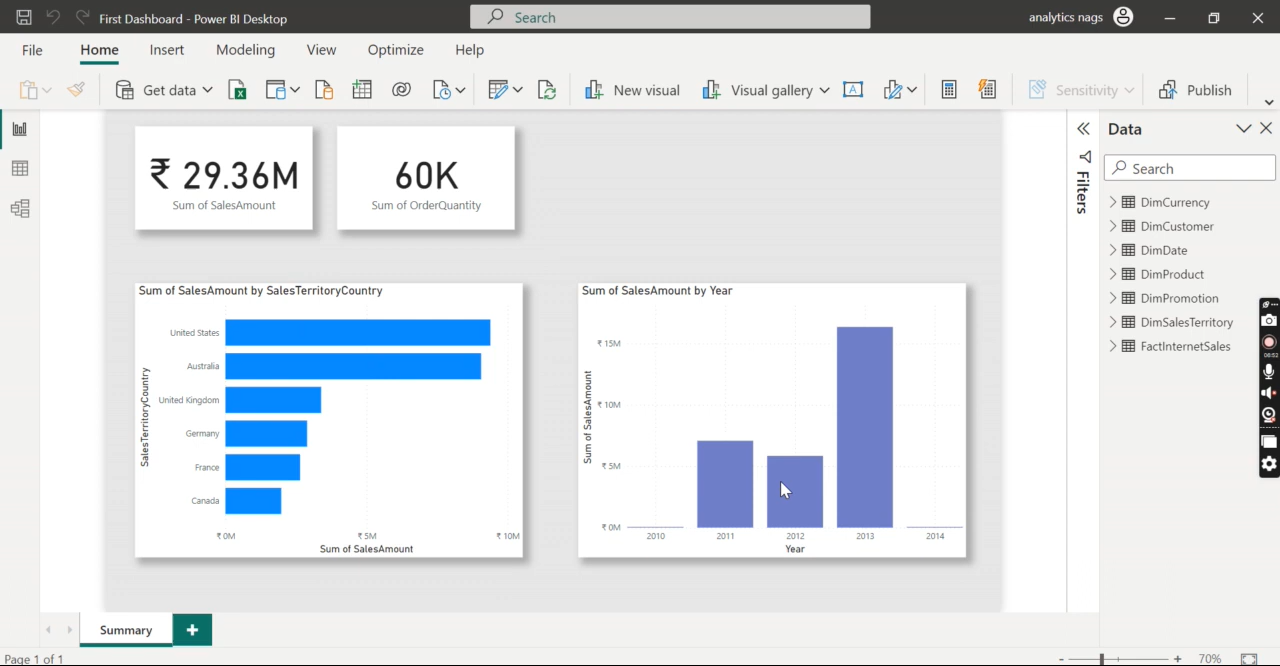 First Dashboard - Power BI Desktop
Search
analytics nags
File Home Insert Modeling View Optimize Help
Get data
New visual
Visual gallery
A
Sensitivity
Publish
₹ 29.36M
Sum of SalesAmount
60K
Sum of OrderQuantity
Sum of SalesAmount by SalesTerritoryCountry
SalesTerritoryCountry
United States
Australia
United Kingdom
Germany
France
Canada
₹ 0M ₹ 5M ₹ 10M
Sum of SalesAmount
Sum of SalesAmount by Year
Sum of SalesAmount
₹ 15M
₹ 10M
₹ 5M
₹ 0M
2010 2011 2012 2013 2014
Year
Filters
Data
Search
DimCurrency
DimCustomer
DimDate
DimProduct
DimPromotion
DimSalesTerritory
FactInternetSales
06:52
Summary
Page 1 of 1
- + 70%